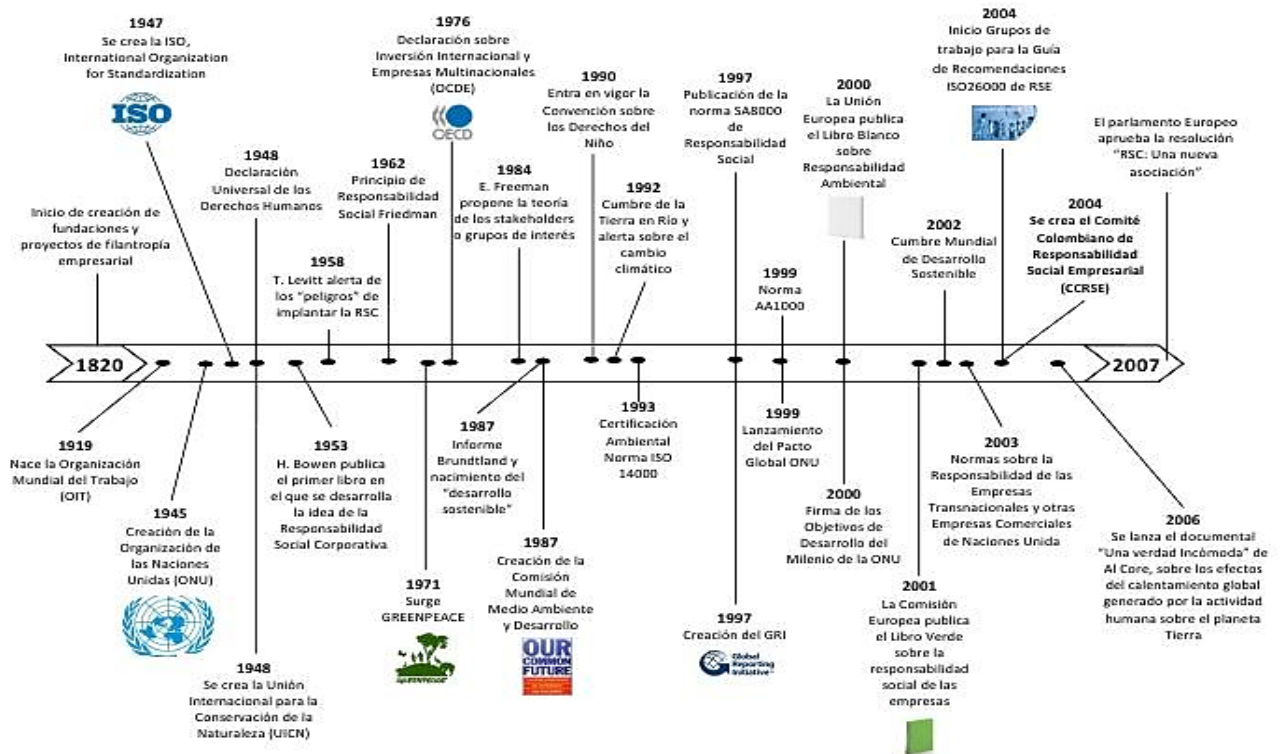 1947
Se crea la ISO,
International Organization
for Standardization
ISO
1976
Declaración sobre
Inversión Internacional y
Empresas Multinacionales
(OCDE)
OECD
2004
Inicio Grupos de
trabajo para la Guía
de Recomendaciones
ISO26000 de RSE
1990
Entra en vigor la
Convención sobre
los Derechos del
Niño
1997
Publicación de la
norma SA8000
de
Responsabilidad
Social
2000
La Unión
Europea publica
el Libro Blanco
sobre
Responsabilidad
Ambiental
El parlamento Europeo
aprueba la resolución
"RSC: Una nueva
asociación"
1948
Declaración
Universal de los
Derechos Humanos
1962
Principio de
Responsabilidad
Social Friedman
1984
E. Freeman
propone la teoría
de los stakeholders
o grupos de interés
1992
Cumbre de la
Tierra en Río y
alerta sobre el
cambio
climático
Inicio de creación de
fundaciones y
proyectos de filantropía
empresarial
1958
T. Levitt alerta de
los "peligros" de
implantar la RSC
1999
Norma
AA1000
2002
Cumbre Mundial
de Desarrollo
Sostenible
2004
Se crea el Comité
Colombiano de
Responsabilidad
Social Empresarial
(CCRSE)
1820
2007
1919
Nace la Organización
Mundial del Trabajo
(OIT)
1945
Creación de la
Organización de
las Naciones
Unidas (ONU)
1948
Se crea la Unión
Internacional para la
Conservación de la
Naturaleza (UICN)
1953
H. Bowen publica
el primer libro en
el que se desarrolla
la idea de la
Responsabilidad
Social Corporativa
1971
Surge
GREENPEACE
GREENPEACE
1987
Informe
Brundtland y
nacimiento del
"desarrollo
sostenible"
1987
Creación de la
Comisión
Mundial de
Medio Ambiente
y Desarrollo
OUR
COMMON
FUTURE
1993
Certificación
Ambiental
Norma ISO
14000
1997
Creación del GRI
Global
Reporting
Initiative
1999
Lanzamiento
del Pacto
Global ONU
2000
Firma de los
Objetivos de
Desarrollo del
Milenio de la ONU
2001
La Comisión
Europea publica
el Libro Verde
sobre la
responsabilidad
social de las
empresas
2003
Normas sobre la
Responsabilidad de las
Empresas
Transnacionales y otras
Empresas Comerciales
de Naciones Unida
2006
Se lanza el documental
"Una verdad Incómoda" de
Al Core, sobre los efectos
del calentamiento global
generado por la actividad
humana sobre el planeta
Tierra